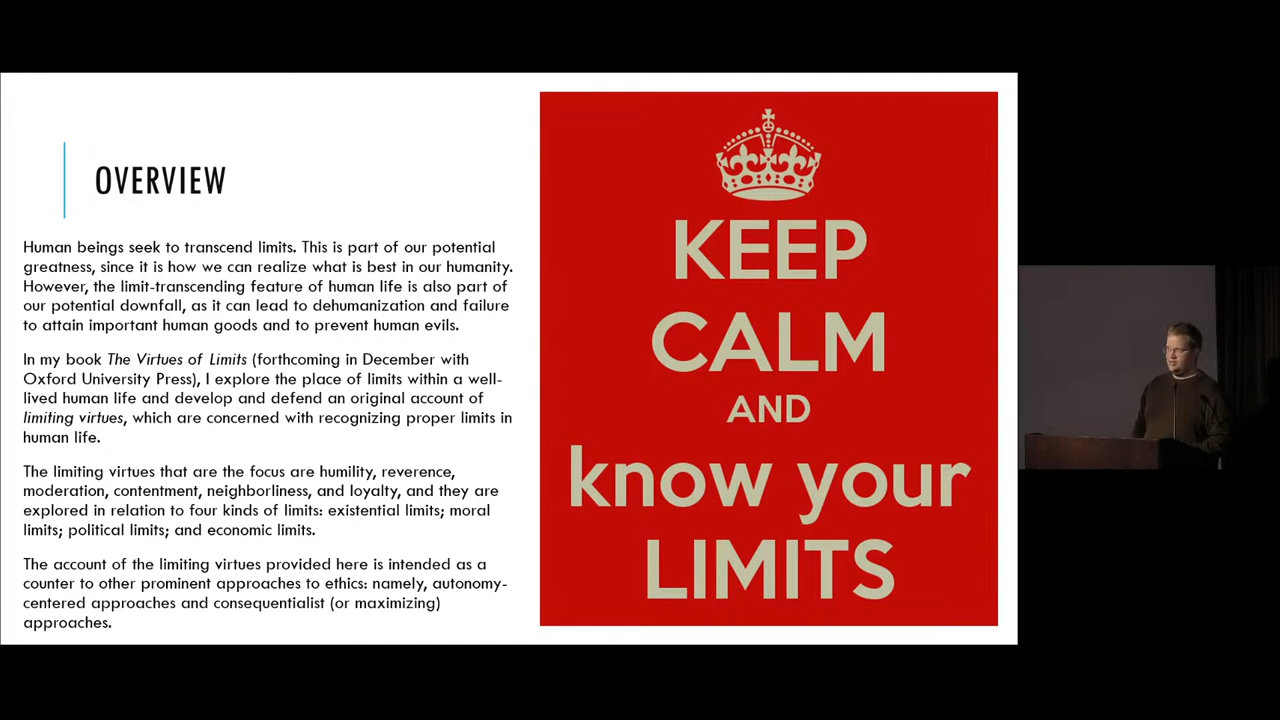 OVERVIEW
Human beings seek to transcend limits. This is part of our potential
greatness, since it is how we can realize what is best in our humanity.
However, the limit-transcending feature of human life is also part of
our potential downfall, as it can lead to dehumanization and failure
to attain important human goods and to prevent human evils.
In my book The Virtues of Limits (forthcoming in December with
Oxford University Press), I explore the place of limits within a well-
lived human life and develop and defend an original account of
limiting virtues, which are concerned with recognizing proper limits in
human life.
The limiting virtues that are the focus are humility, reverence,
moderation, contentment, neighborliness, and loyalty, and they are
explored in relation to four kinds of limits: existential limits; moral
limits; political limits; and economic limits.
The account of the limiting virtues provided here is intended as a
counter to other prominent approaches to ethics: namely, autonomy-
centered approaches and consequentialist (or maximizing)
approaches.
KEEP
CALM
AND
know your
LIMITS